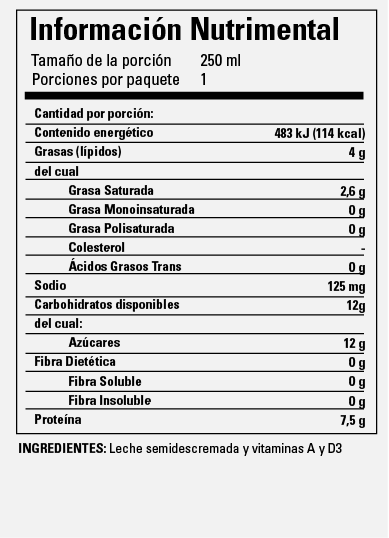 Información Nutrimental
Tamaño de la porción 250 ml
Porciones por paquete 1
Cantidad por porción:
Contenido energético 483 kJ (114 kcal)
Grasas (lípidos) 4 g
del cual
Grasa Saturada 2,6 g
Grasa Monoinsaturada 0 g
Grasa Polisaturada 0 g
Colesterol -
Ácidos Grasos Trans 0 g
Sodio 125 mg
Carbohidratos disponibles 12g
del cual:
Azúcares 12 g
Fibra Dietética 0 g
Fibra Soluble 0 g
Fibra Insoluble 0 g
Proteína 7,5 g
INGREDIENTES: Leche semidescremada y vitaminas A y D3